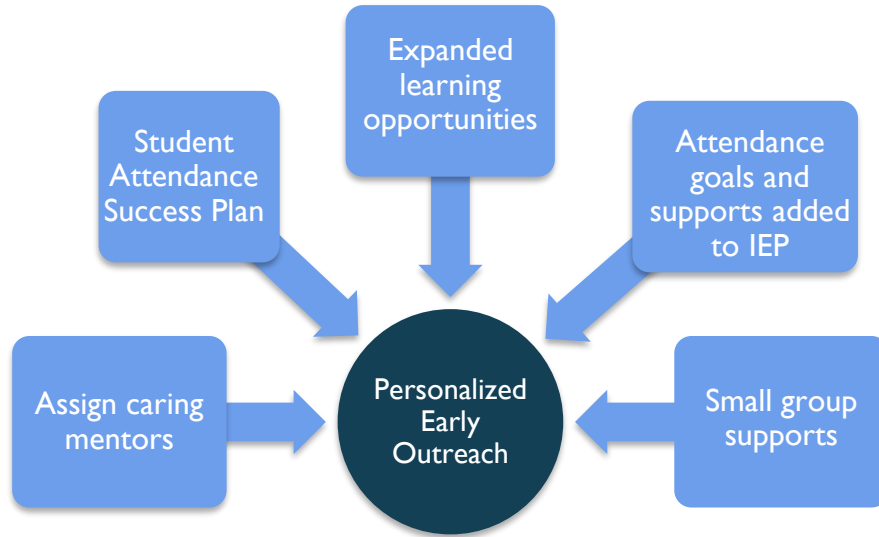 Expanded
learning
opportunities
Student
Attendance
Success Plan
Attendance
goals and
supports added
to IEP
Assign caring
mentors
Personalized
Early
Outreach
Small group
supports